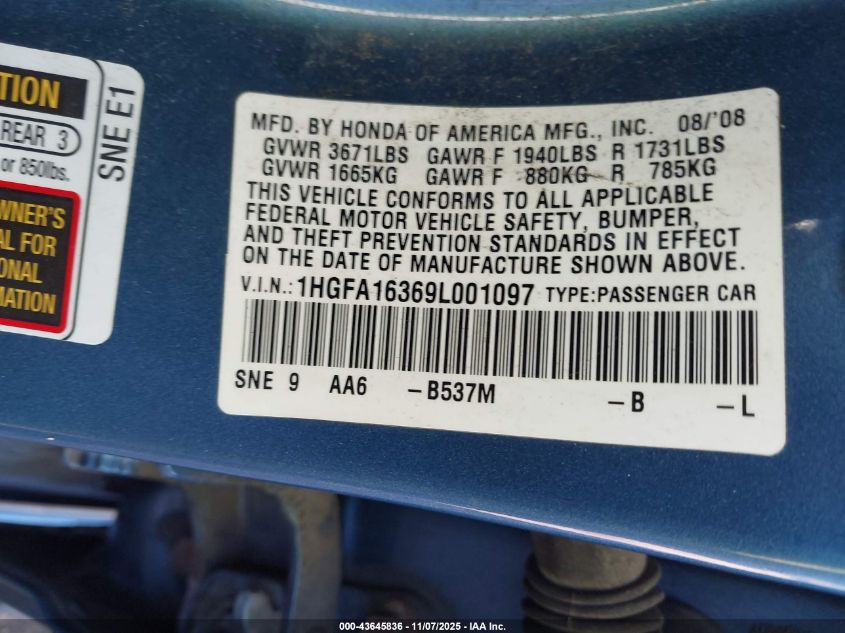 TION
REAR 3
or 850lbs.
WNER'S
AL FOR
ONAL
MATION
SNE E1
MFD. BY HONDA OF AMERICA MFG., INC. 08/'08
GVWR 3671LBS GAWR F 1940LBS R 1731LBS
GVWR 1665KG GAWR F 880KG R 785KG
THIS VEHICLE CONFORMS TO ALL APPLICABLE
FEDERAL MOTOR VEHICLE SAFETY, BUMPER,
AND THEFT PREVENTION STANDARDS IN EFFECT
ON THE DATE OF MANUFACTURE SHOWN ABOVE.
V.I.N.: 1HGFA16369L001097 TYPE:PASSENGER CAR
SNE 9 AA6 -B537M -B -L
000-43645836 - 11/07/2025 - IAA Inc.